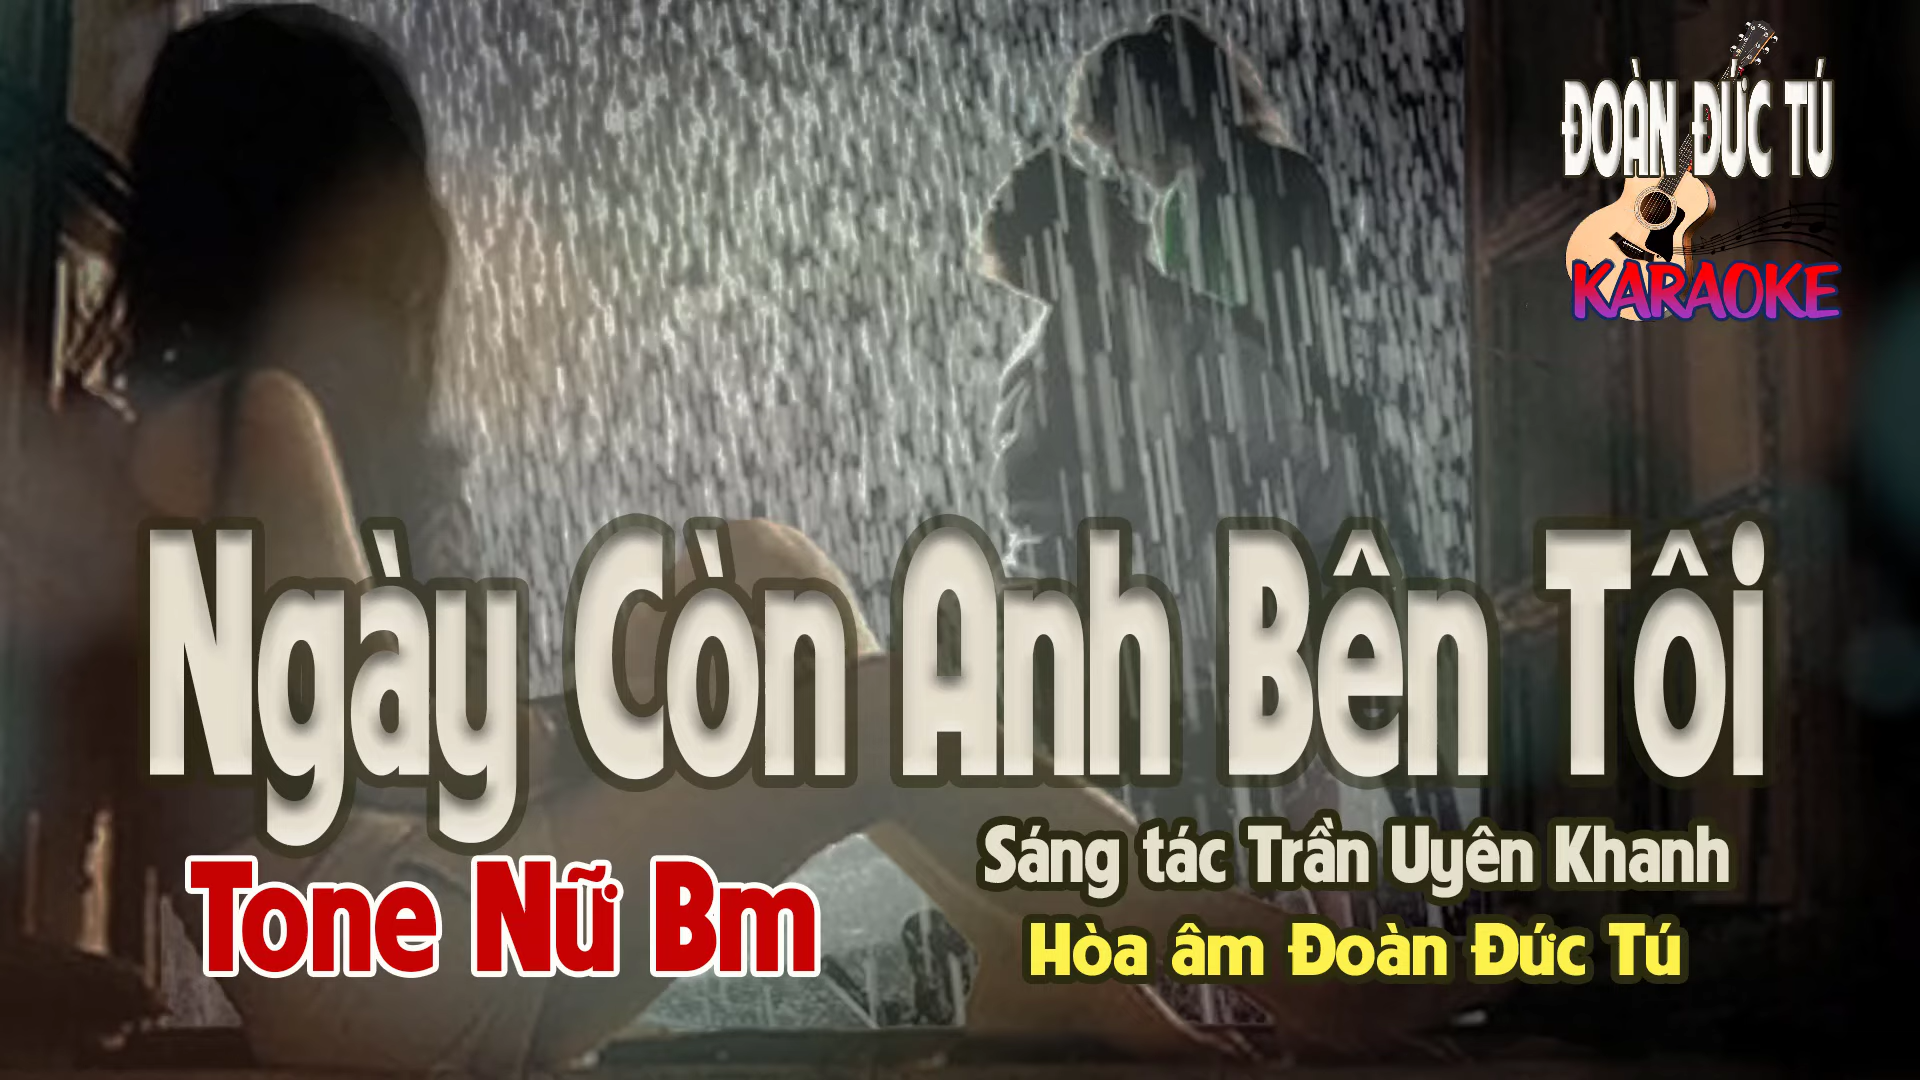 ĐOÀN ĐỨC TÚ
KARAOKE
Ngày Còn Anh Bên Tôi
Sáng tác Trần Uyên Khanh
Tone Nữ Bm
Hòa âm Đoàn Đức Tú